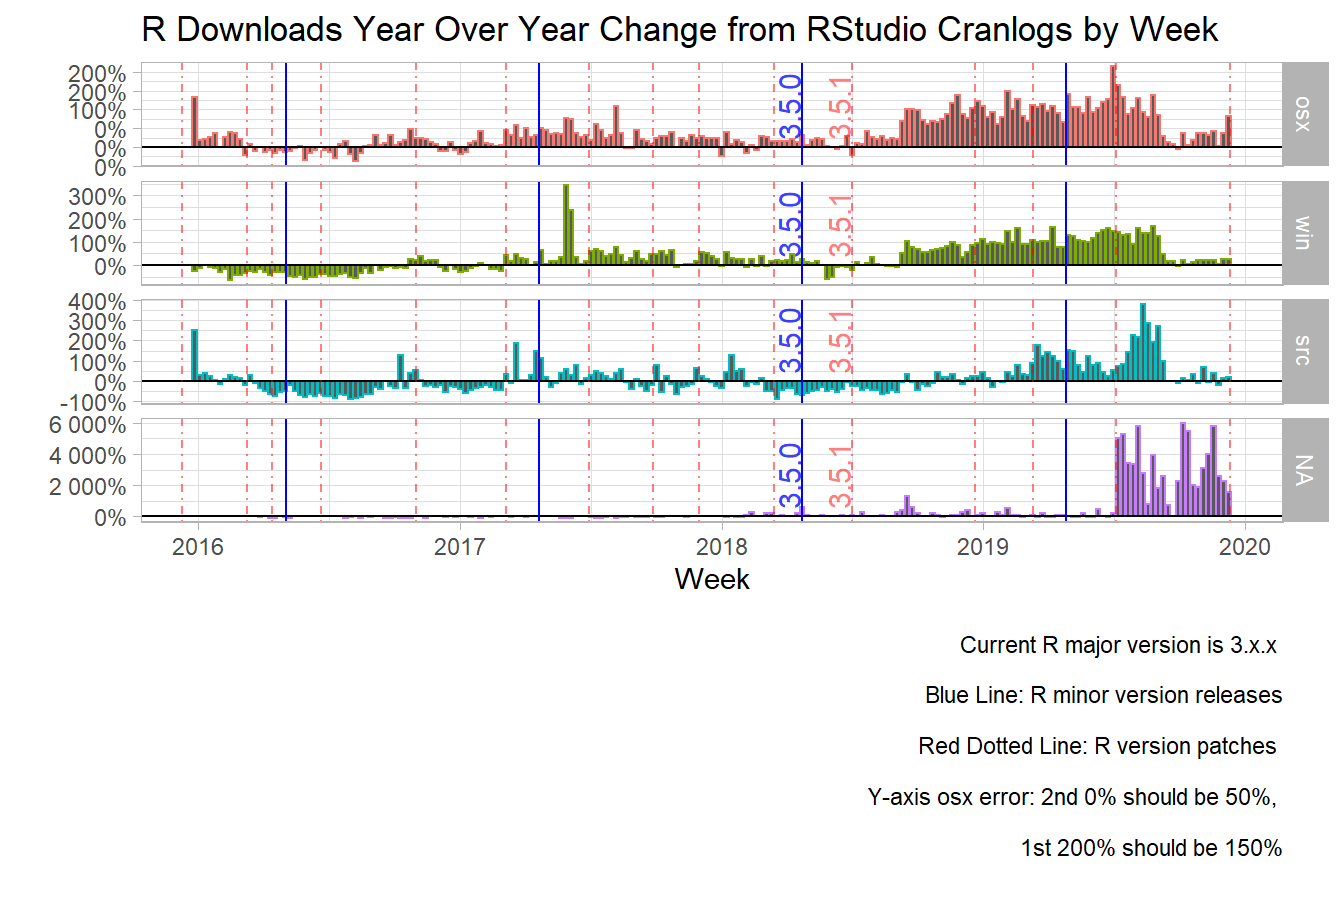 R Downloads Year Over Year Change from RStudio Cranlogs by Week
200%
200%
100%
0%
0%
0%
3.5.0
3.5.1
osx
300%
200%
100%
0%
3.5.0
3.5.1
win
400%
300%
200%
100%
0%
-100%
3.5.0
3.5.1
src
6 000%
4 000%
2 000%
0%
3.5.0
3.5.1
NA
2016 2017 2018 2019 2020
Week
Current R major version is 3.x.x
Blue Line: R minor version releases
Red Dotted Line: R version patches
Y-axis osx error: 2nd 0% should be 50%,
1st 200% should be 150%